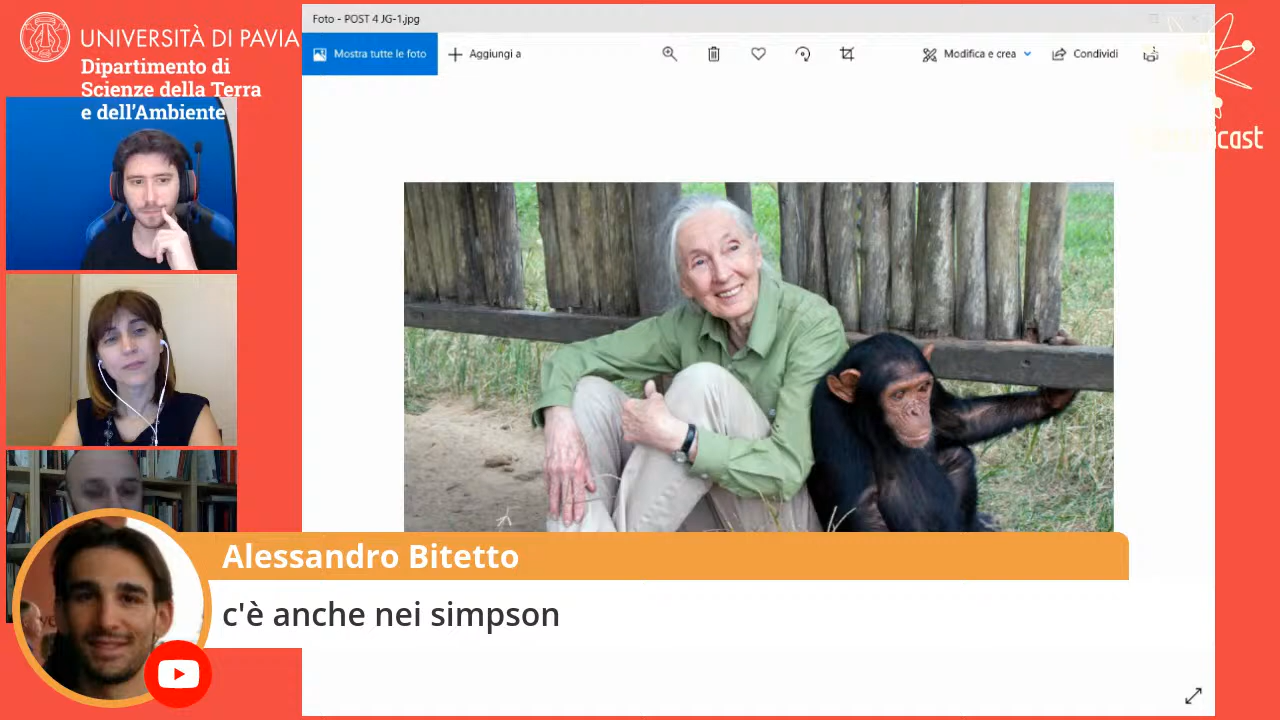 UNIVERSITÀ DI PAVIA
Dipartimento di
Scienze della Terra
e dell'Ambiente
Foto - POST 4 JG-1.jpg
Mostra tutte le foto
Aggiungi a
Modifica e crea
Condividi
Alessandro Bitetto
c'è anche nei simpson